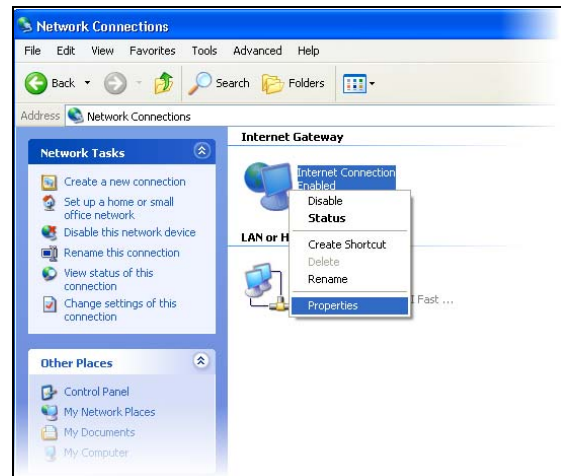 Network Connections
File Edit View Favorites Tools Advanced Help
Back Search Folders
Address Network Connections
Network Tasks
Create a new connection
Set up a home or small
office network
Disable this network device
Rename this connection
View status of this
connection
Change settings of this
connection
Other Places
Control Panel
My Network Places
My Documents
My Computer
Internet Gateway
Internet Connection
Enabled
Disable
Status
Create Shortcut
Delete
Rename
Properties
LAN or H
I Fast ...